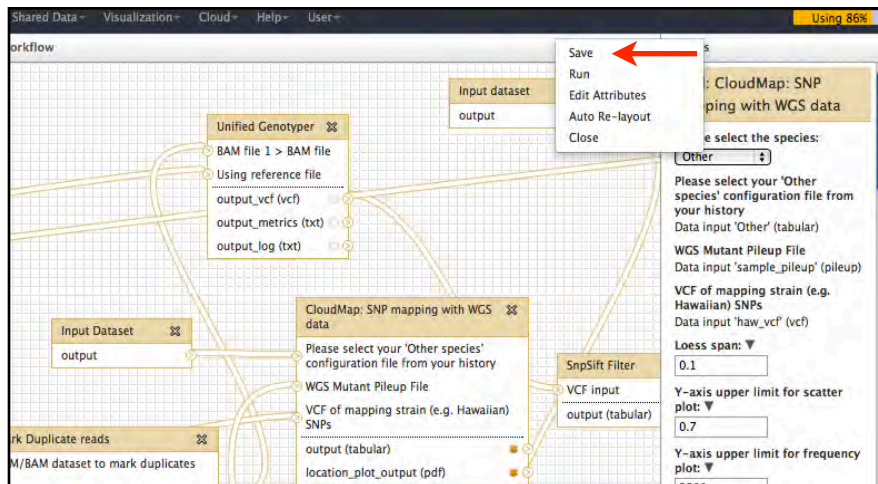 Shared Data Visualization Cloud Help User Using 86%
orkflow
Save
s
Run
Edit Attributes
Auto Re-layout
Close
Input dataset
output
Unified Genotyper
BAM file 1 > BAM file
Using reference file
output_vcf (vcf)
output_metrics (txt)
output_log (txt)
Input Dataset
output
CloudMap: SNP mapping with WGS
data
Please select your 'Other species'
configuration file from your history
WGS Mutant Pileup File
VCF of mapping strain (e.g. Hawaiian)
SNPs
output (tabular)
location_plot_output (pdf)
SnpSift Filter
VCF input
output (tabular)
rk Duplicate reads
M/BAM dataset to mark duplicates
: CloudMap: SNP
ping with WGS data
e select the species:
Other
Please select your 'Other
species' configuration file from
your history
Data input 'Other' (tabular)
WGS Mutant Pileup File
Data input 'sample_pileup' (pileup)
VCF of mapping strain (e.g.
Hawaiian) SNPs
Data input 'haw_vcf' (vcf)
Loess span:
0.1
Y-axis upper limit for scatter
plot:
0.7
Y-axis upper limit for frequency
plot: